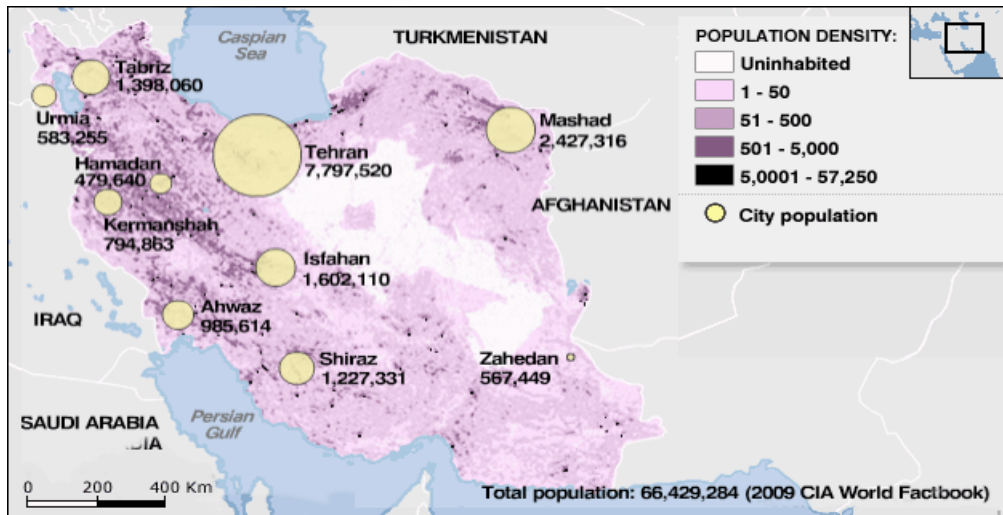 Caspian
Sea
TURKMENISTAN
POPULATION DENSITY:
Uninhabited
1 - 50
51 - 500
501 - 5,000
5,0001 - 57,250
City population
Tabriz
1,398,060
Urmia
583,255
Mashad
2,427,316
Tehran
7,797,520
Hamadan
479,640
Kermanshah
794,863
AFGHANISTAN
Isfahan
1,602,110
Ahwaz
985,614
IRAQ
Shiraz
1,227,331
Zahedan
567,449
SAUDI ARABIA
Persian
Gulf
0 200 400 Km
Total population: 66,429,284 (2009 CIA World Factbook)